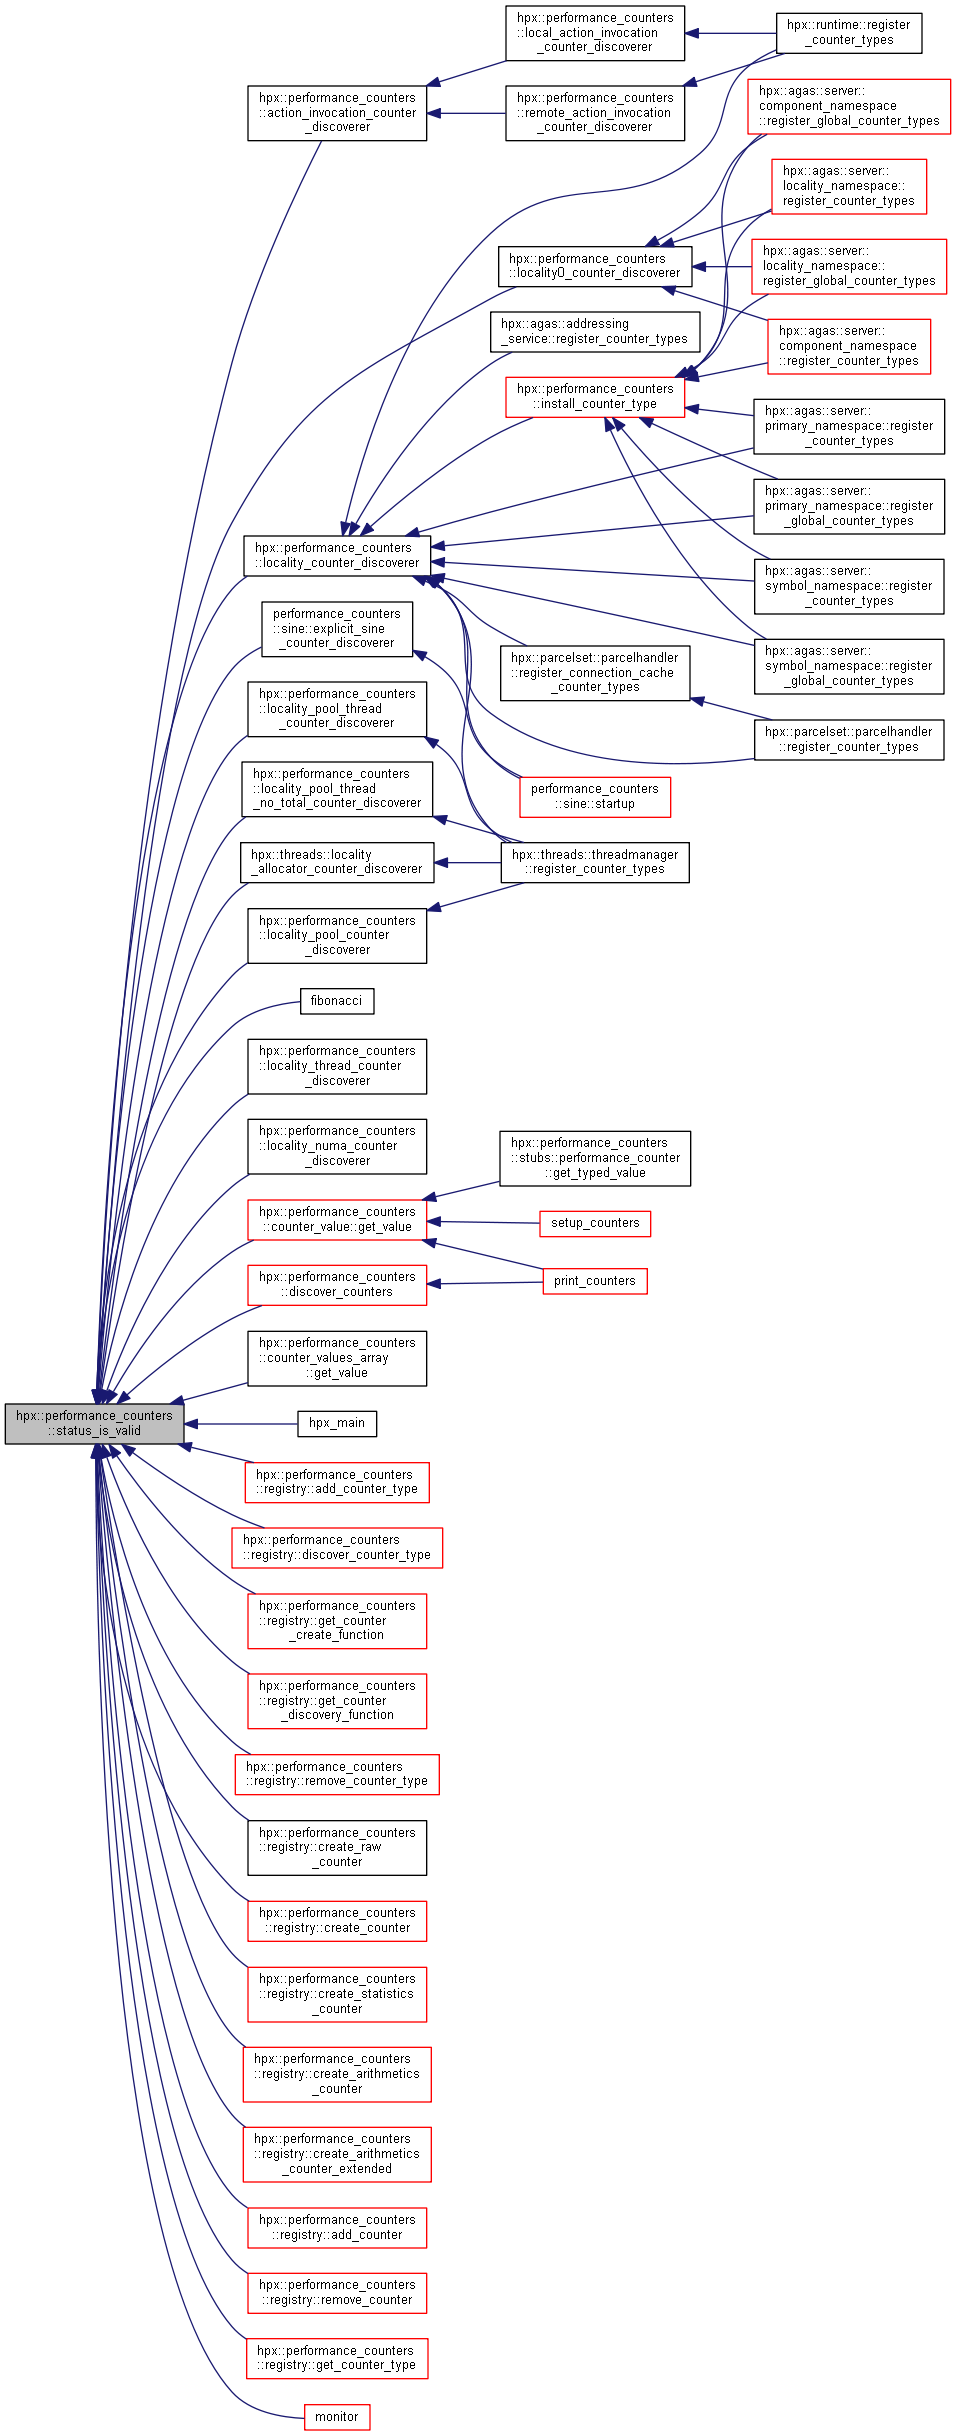 hpx::performance_counters
::local_action_invocation
_counter_discoverer
hpx::runtime::register
_counter_types
hpx::performance_counters
::action_invocation_counter
_discoverer
hpx::performance_counters
::remote_action_invocation
_counter_discoverer
hpx::agas::server::
component_namespace
::register_global_counter_types
hpx::agas::server::
locality_namespace::
register_counter_types
hpx::performance_counters
::locality0_counter_discoverer
hpx::agas::server::
locality_namespace::
register_global_counter_types
hpx::agas::addressing
_service::register_counter_types
hpx::agas::server::
component_namespace
::register_counter_types
hpx::performance_counters
::install_counter_type
hpx::agas::server::
primary_namespace::register
_counter_types
hpx::agas::server::
primary_namespace::register
_global_counter_types
hpx::performance_counters
::locality_counter_discoverer
hpx::agas::server::
symbol_namespace::register
_counter_types
performance_counters
::sine::explicit_sine
_counter_discoverer
hpx::agas::server::
symbol_namespace::register
_global_counter_types
hpx::parcelset::parcelhandler
::register_connection_cache
_counter_types
hpx::performance_counters
::locality_pool_thread
_counter_discoverer
hpx::parcelset::parcelhandler
::register_counter_types
hpx::performance_counters
::locality_pool_thread
_no_total_counter_discoverer
performance_counters
::sine::startup
hpx::threads::locality
_allocator_counter_discoverer
hpx::threads::threadmanager
::register_counter_types
hpx::performance_counters
::locality_pool_counter
_discoverer
fibonacci
hpx::performance_counters
::locality_thread_counter
_discoverer
hpx::performance_counters
::locality_numa_counter
_discoverer
hpx::performance_counters
::stubs::performance_counter
::get_typed_value
hpx::performance_counters
::counter_value::get_value
setup_counters
hpx::performance_counters
::discover_counters
print_counters
hpx::performance_counters
::counter_values_array
::get_value
hpx::performance_counters
::status_is_valid
hpx_main
hpx::performance_counters
::registry::add_counter_type
hpx::performance_counters
::registry::discover_counter_type
hpx::performance_counters
::registry::get_counter
_create_function
hpx::performance_counters
::registry::get_counter
_discovery_function
hpx::performance_counters
::registry::remove_counter_type
hpx::performance_counters
::registry::create_raw
_counter
hpx::performance_counters
::registry::create_counter
hpx::performance_counters
::registry::create_statistics
_counter
hpx::performance_counters
::registry::create_arithmetics
_counter
hpx::performance_counters
::registry::create_arithmetics
_counter_extended
hpx::performance_counters
::registry::add_counter
hpx::performance_counters
::registry::remove_counter
hpx::performance_counters
::registry::get_counter_type
monitor